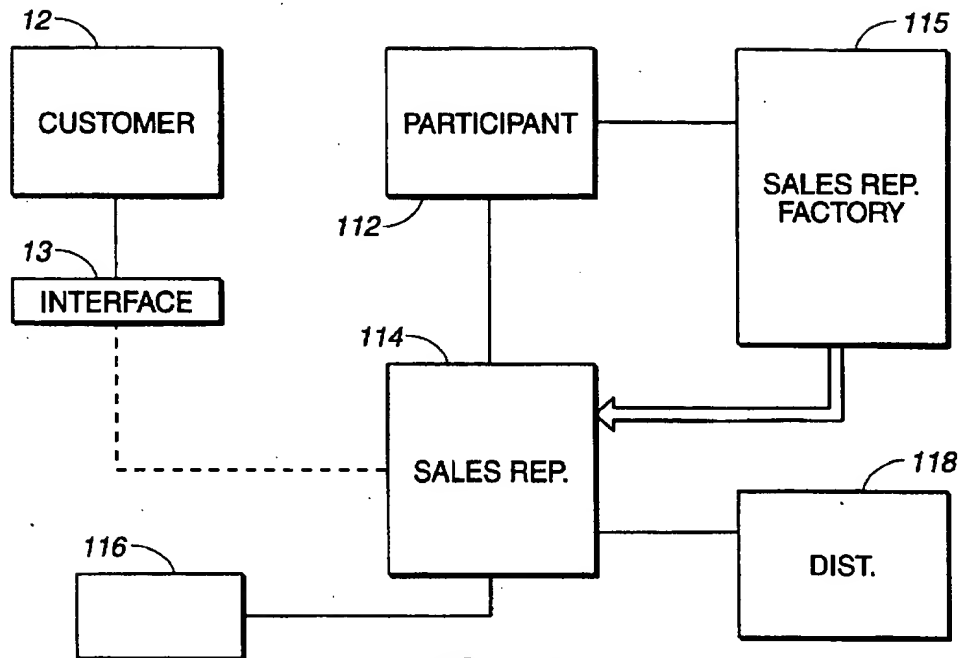 12
CUSTOMER
13
INTERFACE
PARTICIPANT
112
115
SALES REP.
FACTORY
114
SALES REP.
116
118
DIST.